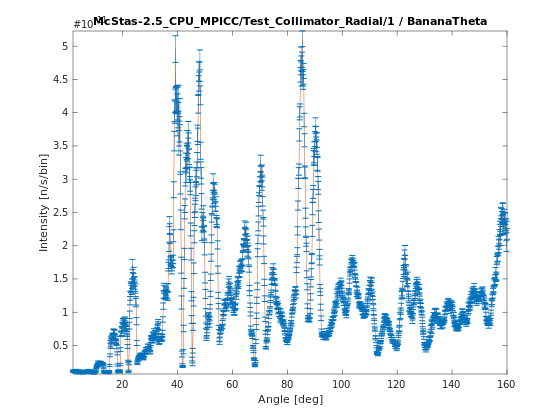 McStas-2.5_CPU_MPICC/Test_Collimator_Radial/1 / BananaTheta
#10
5
4.5
4
3.5
3
2.5
2
1.5
1
0.5
Intensity [n/s/bin]
20 40 60 80 100 120 140 160
Angle [deg]